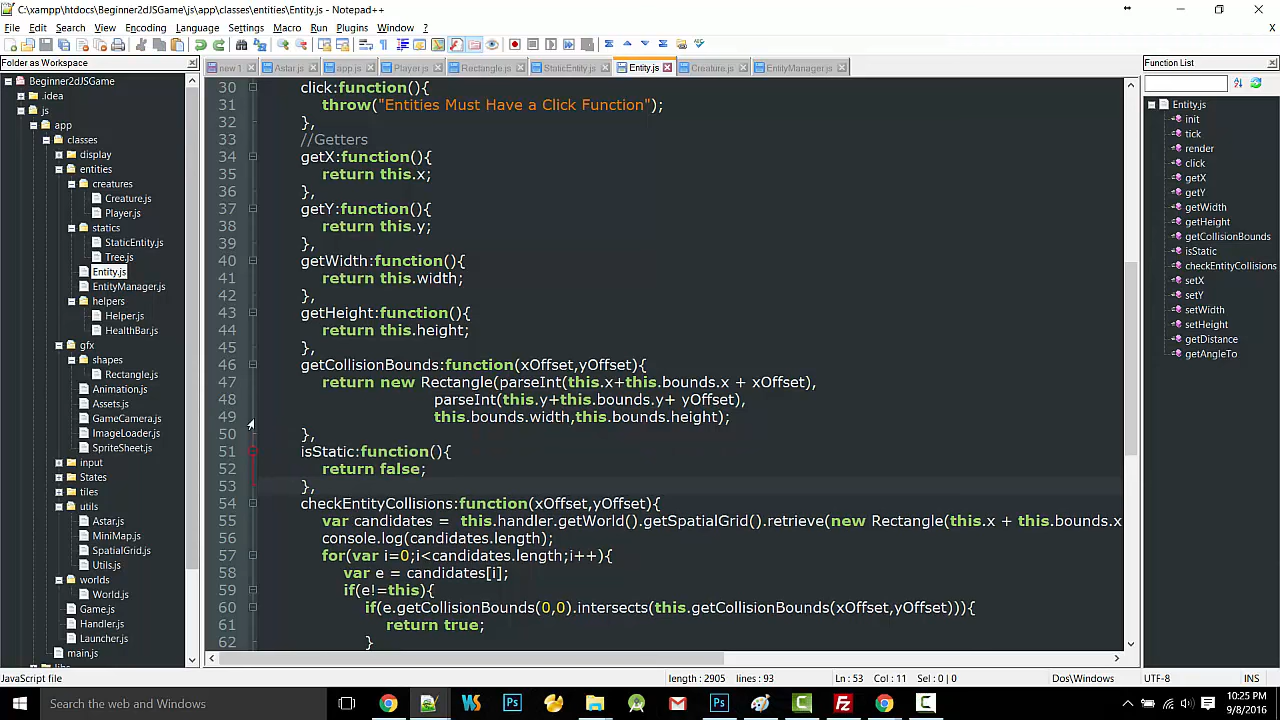 C:\xampp\htdocs\Beginner2dJSGame\js\app\classes\entities\Entity.js - Notepad++
File Edit Search View Encoding Language Settings Macro Run Plugins Window ?
X
Folder as Workspace
new 1 Astar.js app.js Player.js Rectangle.js StaticEntity.js Entity.js Creature.js EntityManager.js
Function List
Beginner2dJSGame
.idea
js
app
classes
display
entities
creatures
Creature.js
Player.js
statics
StaticEntity.js
Tree.js
Entity.js
EntityManager.js
helpers
Helper.js
HealthBar.js
gfx
shapes
Rectangle.js
Animation.js
Assets.js
GameCamera.js
ImageLoader.js
SpriteSheet.js
input
States
tiles
utils
Astar.js
MiniMap.js
SpatialGrid.js
Utils.js
worlds
World.js
Game.js
Handler.js
Launcher.js
main.js
30 click:function(){
31 throw("Entities Must Have a Click Function");
32 },
33 //Getters
34 getX:function(){
35 return this.x;
36 },
37 getY:function(){
38 return this.y;
39 },
40 getWidth:function(){
41 return this.width;
42 },
43 getHeight:function(){
44 return this.height;
45 },
46 getCollisionBounds:function(xOffset,yOffset){
47 return new Rectangle(parseInt(this.x+this.bounds.x + xOffset),
48 parseInt(this.y+this.bounds.y+ yOffset),
49 this.bounds.width,this.bounds.height);
50 },
51 isStatic:function(){
52 return false;
53 },
54 checkEntityCollisions:function(xOffset,yOffset){
55 var candidates =  this.handler.getWorld().getSpatialGrid().retrieve(new Rectangle(this.x + this.bounds.x
56 console.log(candidates.length);
57 for(var i=0;i<candidates.length;i++){
58 var e = candidates[i];
59 if(e!=this){
60 if(e.getCollisionBounds(0,0).intersects(this.getCollisionBounds(xOffset,yOffset))){
61 return true;
62 }
Entity.js
init
tick
render
click
getX
getY
getWidth
getHeight
getCollisionBounds
isStatic
checkEntityCollisions
setX
setY
setWidth
setHeight
getDistance
getAngleTo
JavaScript file length : 2905 lines : 93 Ln : 53 Col : 11 Sel : 0 | 0 Dos\Windows UTF-8 INS
Search the web and Windows
10:25 PM
9/8/2016